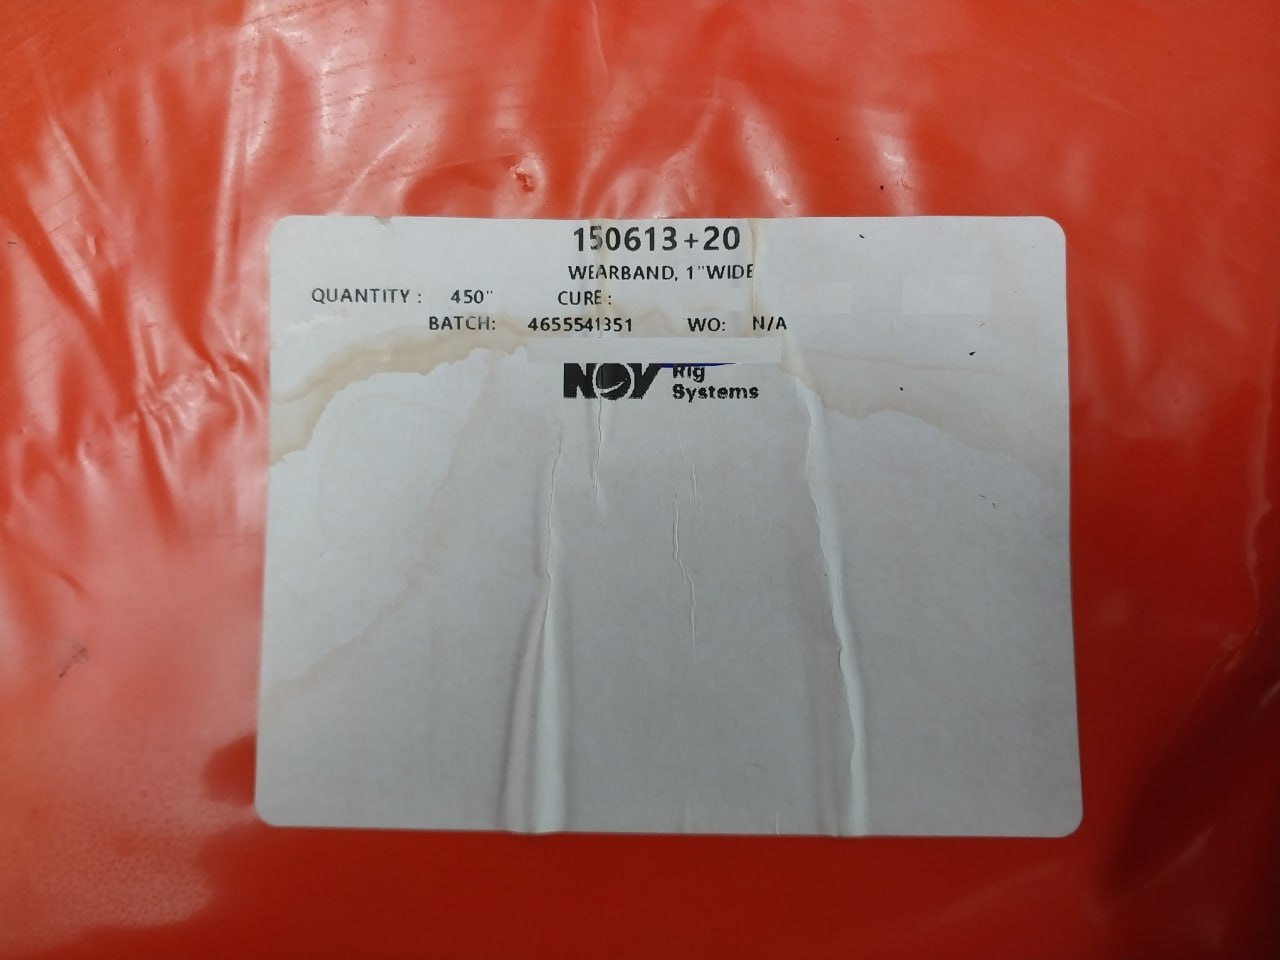 150613+20
WEARBAND, 1"WIDE
QUANTITY : 450" CURE :
BATCH: 4655541351 WO: N/A
NOV Rig
Systems